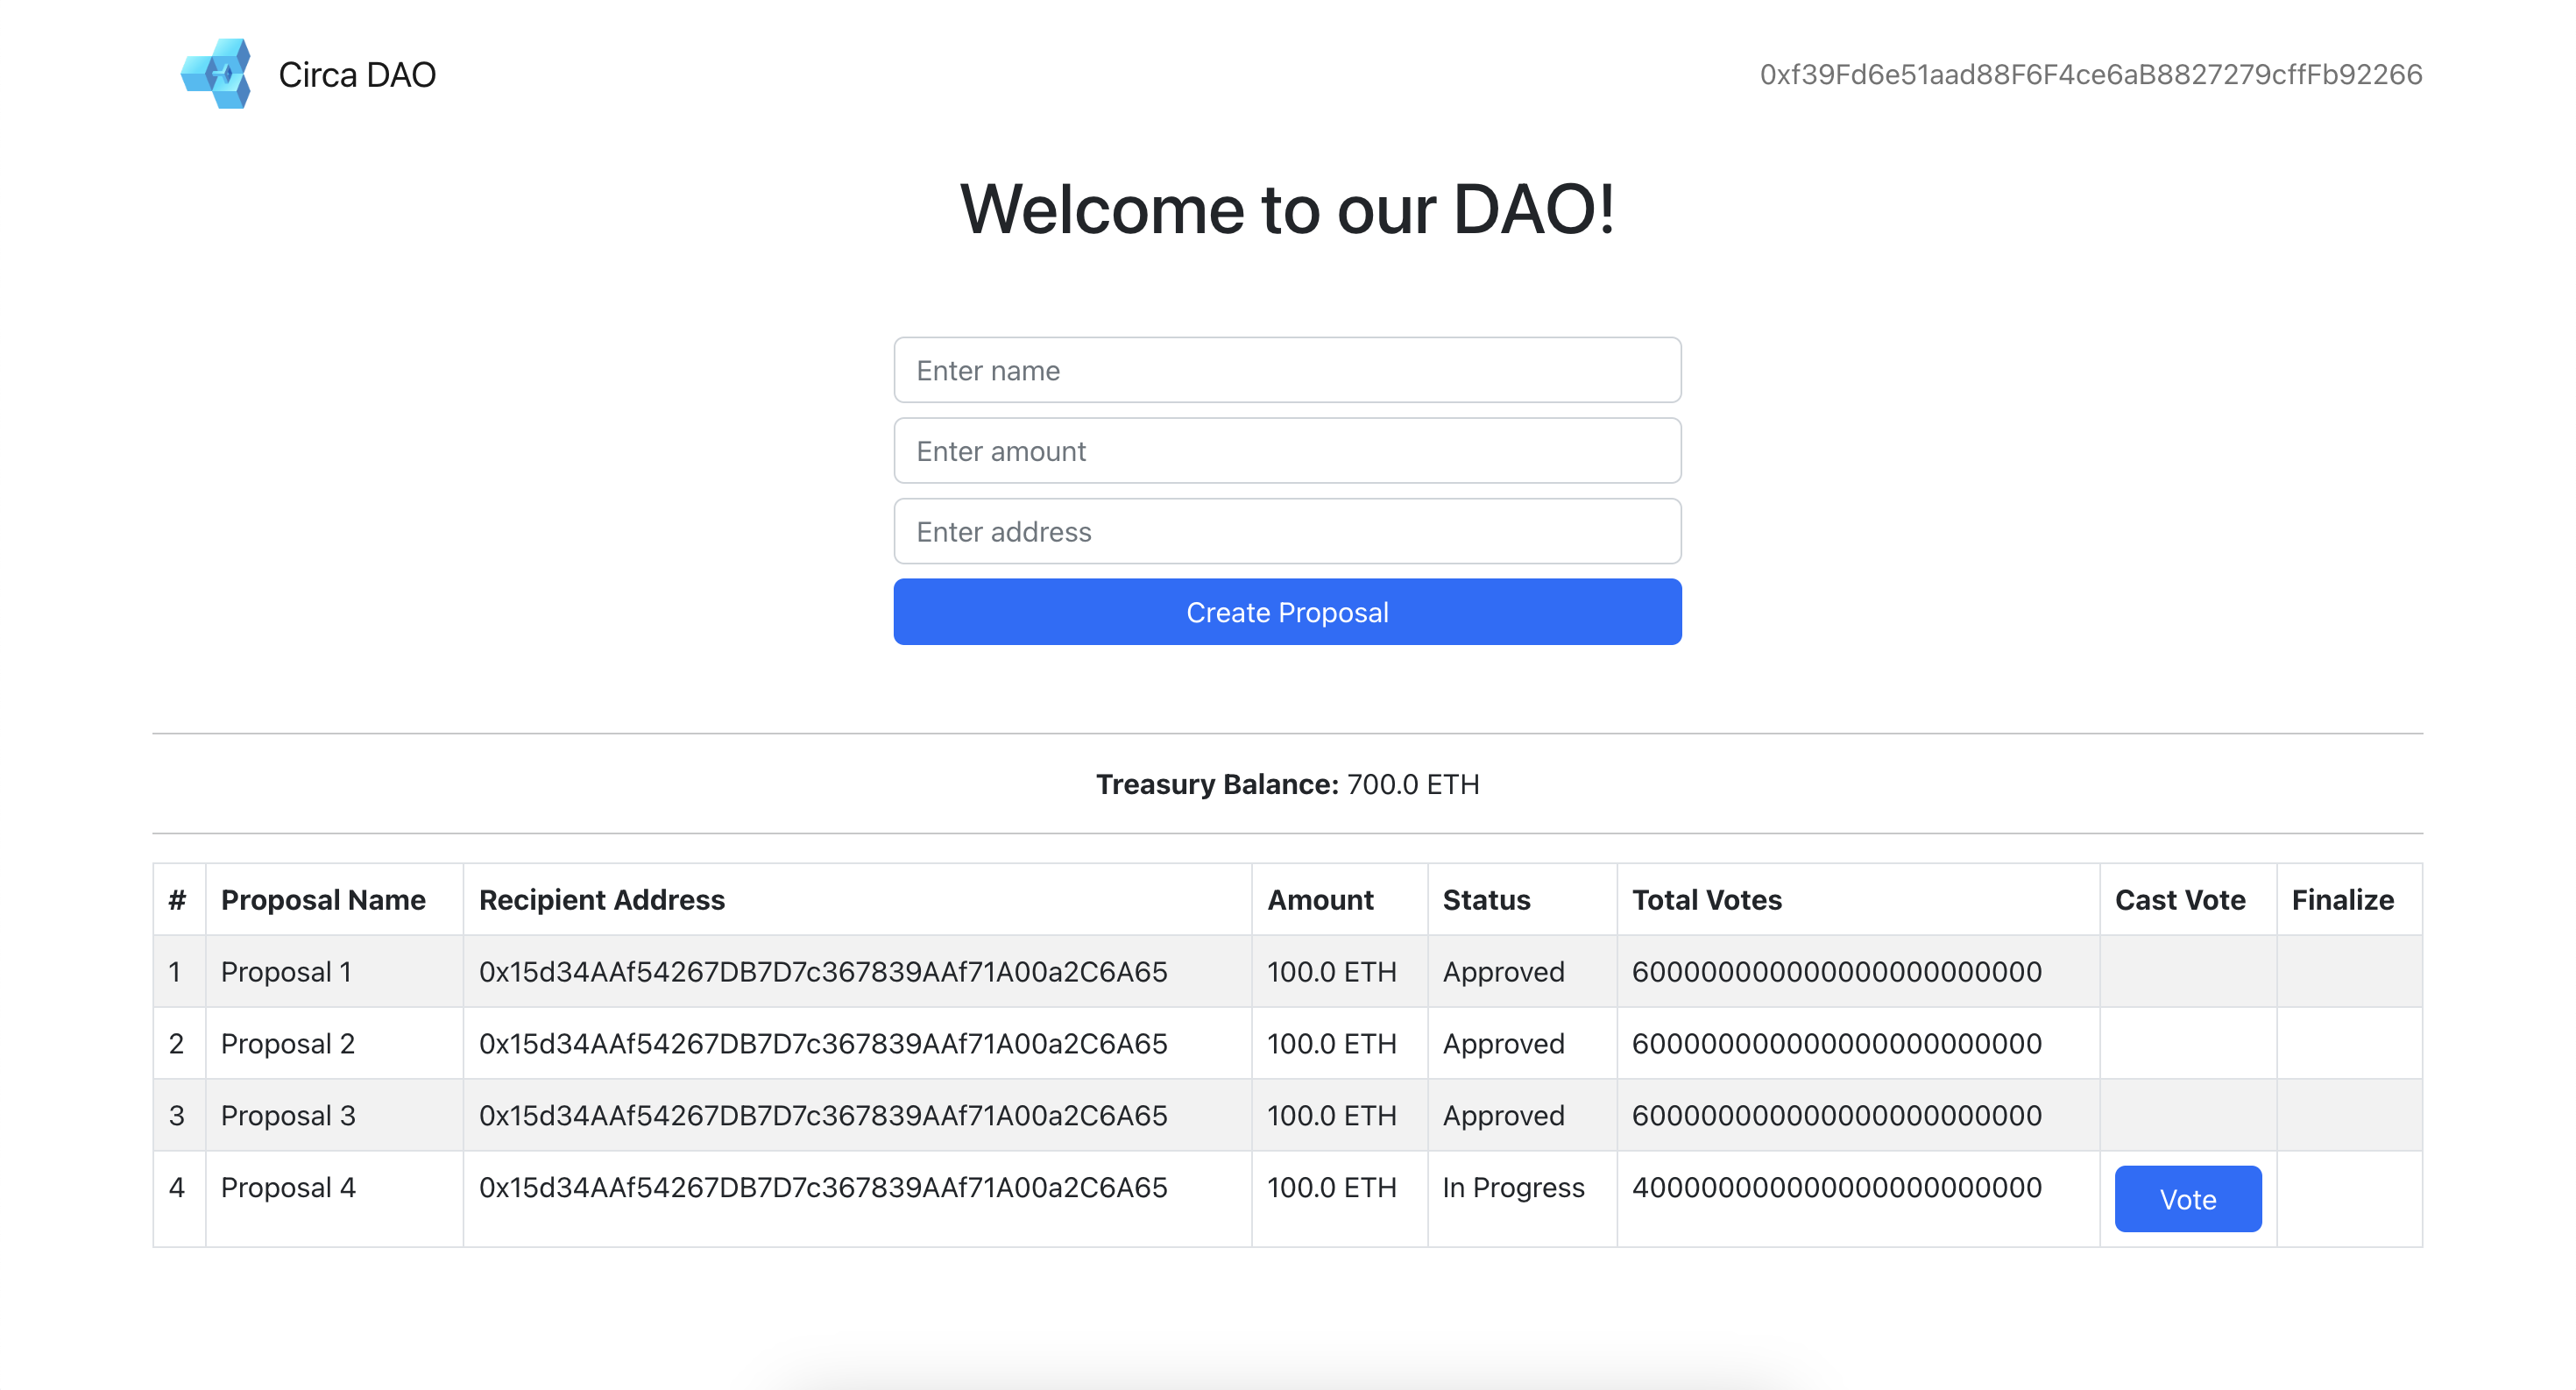 Circa DAO
0xf39Fd6e51aad88F6F4ce6aB8827279cffFb92266
Welcome to our DAO!
Enter name
Enter amount
Enter address
Create Proposal
Treasury Balance: 700.0 ETH
# Proposal Name Recipient Address Amount Status Total Votes Cast Vote Finalize
1 Proposal 1 0x15d34AAf54267DB7D7c367839AAf71A00a2C6A65 100.0 ETH Approved 600000000000000000000000
2 Proposal 2 0x15d34AAf54267DB7D7c367839AAf71A00a2C6A65 100.0 ETH Approved 600000000000000000000000
3 Proposal 3 0x15d34AAf54267DB7D7c367839AAf71A00a2C6A65 100.0 ETH Approved 600000000000000000000000
4 Proposal 4 0x15d34AAf54267DB7D7c367839AAf71A00a2C6A65 100.0 ETH In Progress 400000000000000000000000 Vote